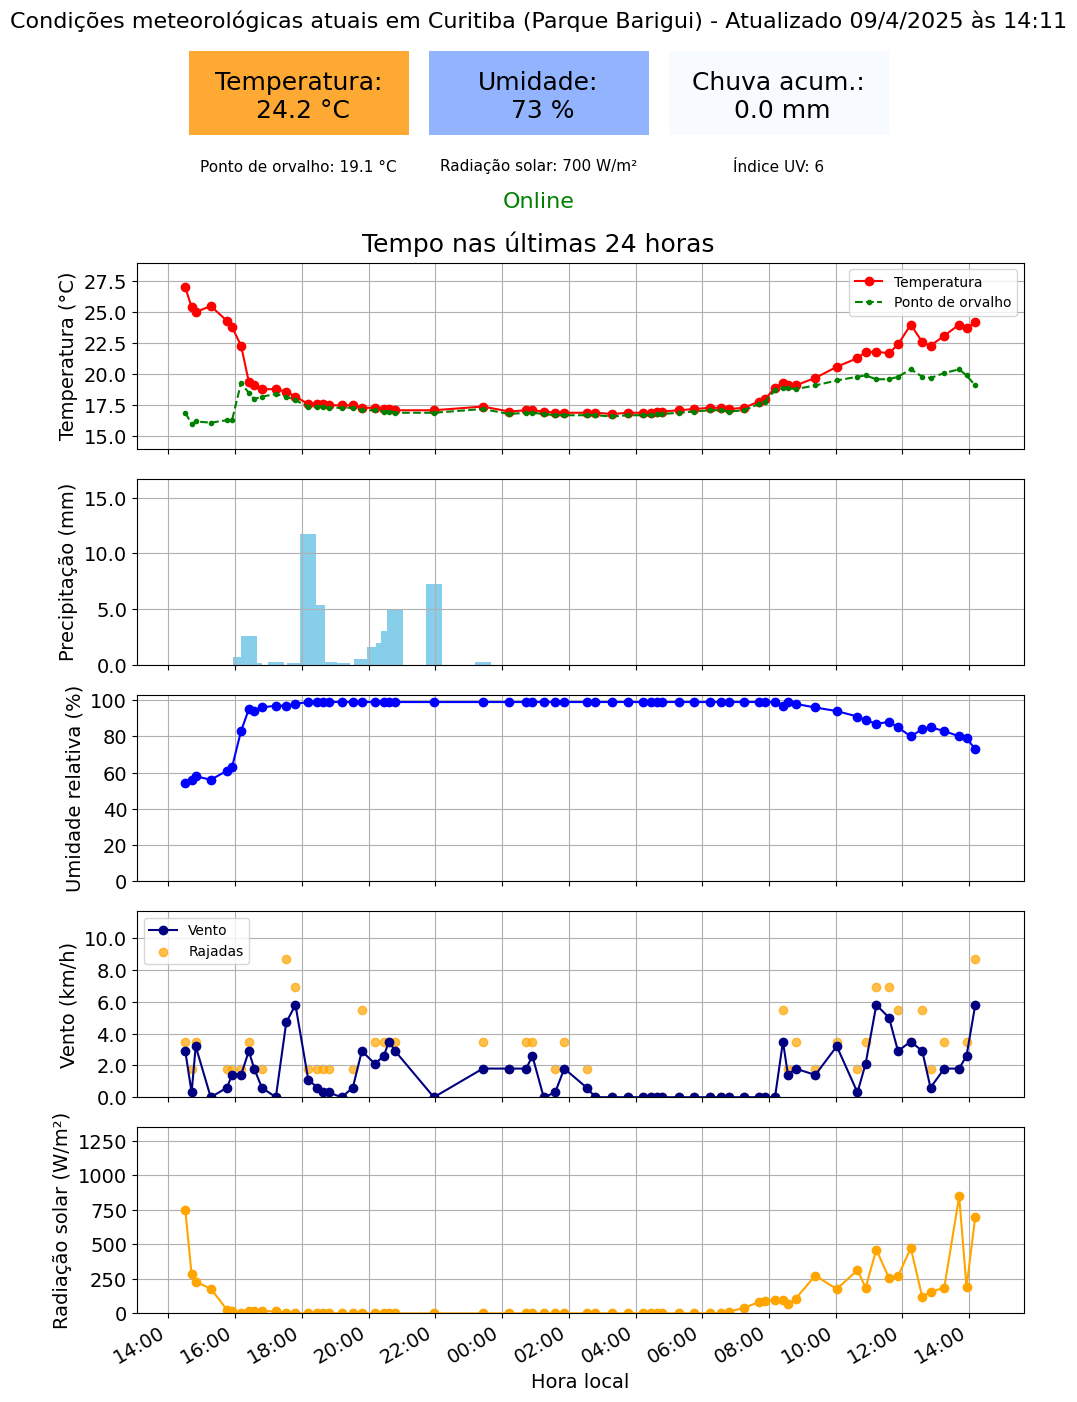 Condições meteorológicas atuais em Curitiba (Parque Barigui) - Atualizado 09/4/2025 às 14:11
Temperatura:
24.2 °C
Umidade:
73 %
Chuva acum.:
0.0 mm
Ponto de orvalho: 19.1 °C
Radiação solar: 700 W/m²
Índice UV: 6
Online
Tempo nas últimas 24 horas
Temperatura (°C)
27.5
25.0
22.5
20.0
17.5
15.0
Temperatura
Ponto de orvalho
Precipitação (mm)
15.0
10.0
5.0
0.0
Umidade relativa (%)
100
80
60
40
20
0
Vento (km/h)
10.0
8.0
6.0
4.0
2.0
0.0
Vento
Rajadas
Radiação solar (W/m²)
1250
1000
750
500
250
0
14:00
16:00
18:00
20:00
22:00
00:00
02:00
04:00
06:00
08:00
10:00
12:00
14:00
Hora local